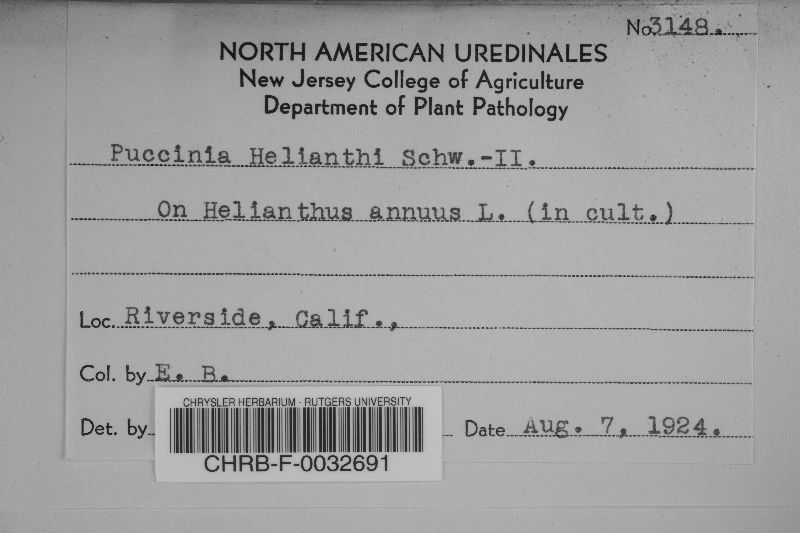 No. 3148.
NORTH AMERICAN UREDINALES
New Jersey College of Agriculture
Department of Plant Pathology
Puccinia Helianthi Schw.-II.
On Helianthus annuus L. (in cult.)
Loc. Riverside, Calif.,
Col. by E. B.
Det. by
Date Aug. 7, 1924.
CHRYSLER HERBARIUM - RUTGERS UNIVERSITY
CHRB-F-0032691